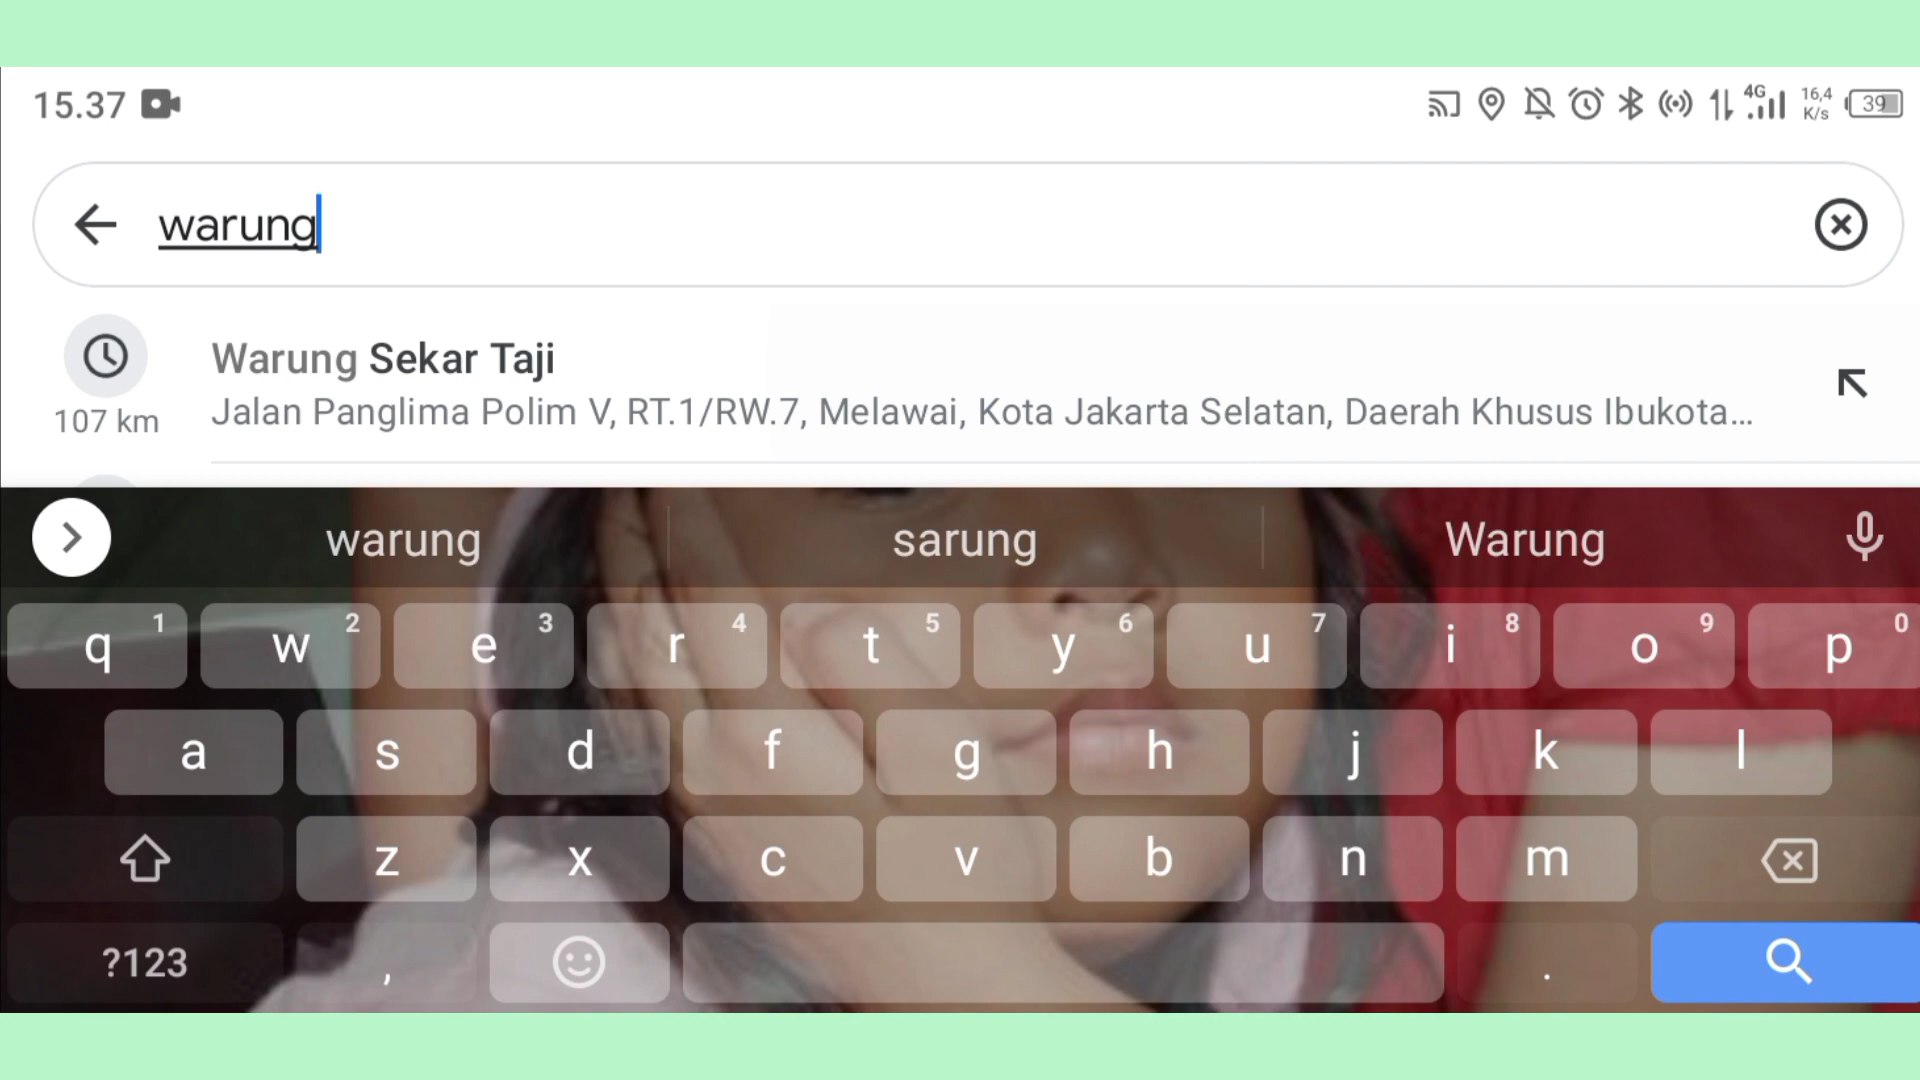 15.37
4G
16,4
K/s
39
warung
Warung Sekar Taji
107 km
Jalan Panglima Polim V, RT.1/RW.7, Melawai, Kota Jakarta Selatan, Daerah Khusus Ibukota...
warung sarung Warung
q 1 w 2 e 3 r 4 t 5 y 6 u 7 i 8 o 9 p 0
a s d f g h j k l
z x c v b n m
?123 , .